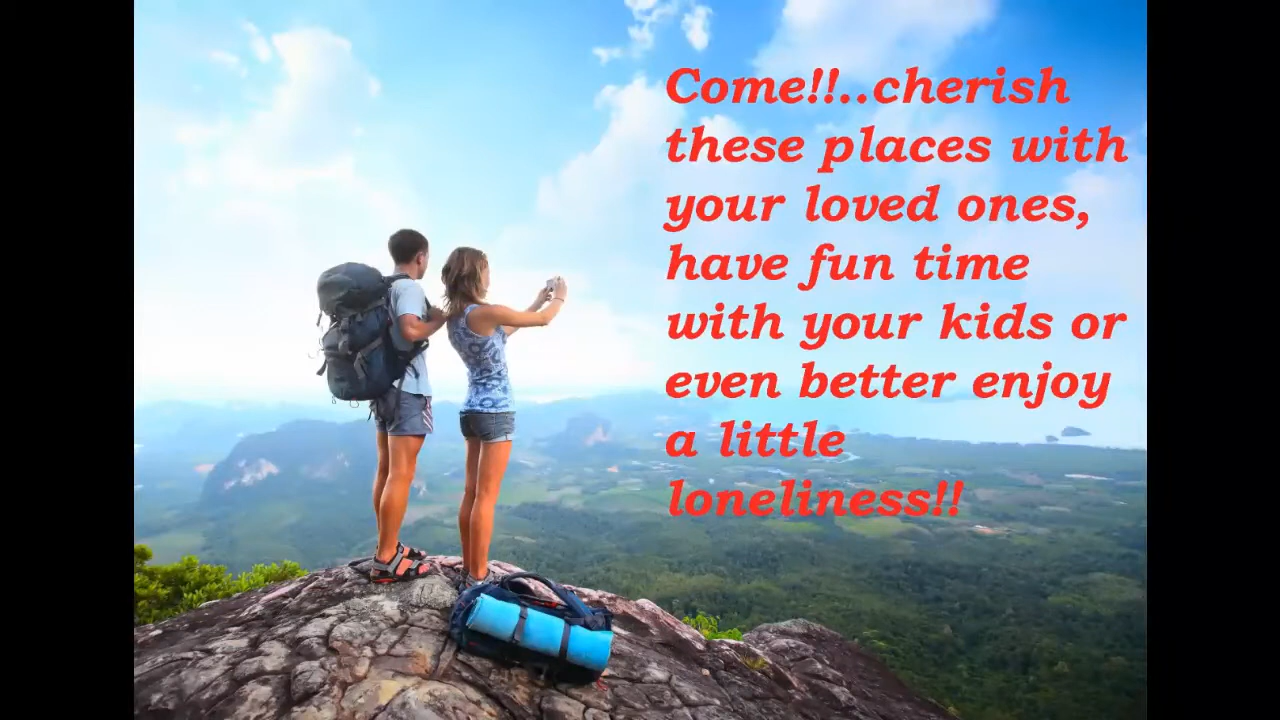 Come!!..cherish
these places with
your loved ones,
have fun time
with your kids or
even better enjoy
a little
loneliness!!